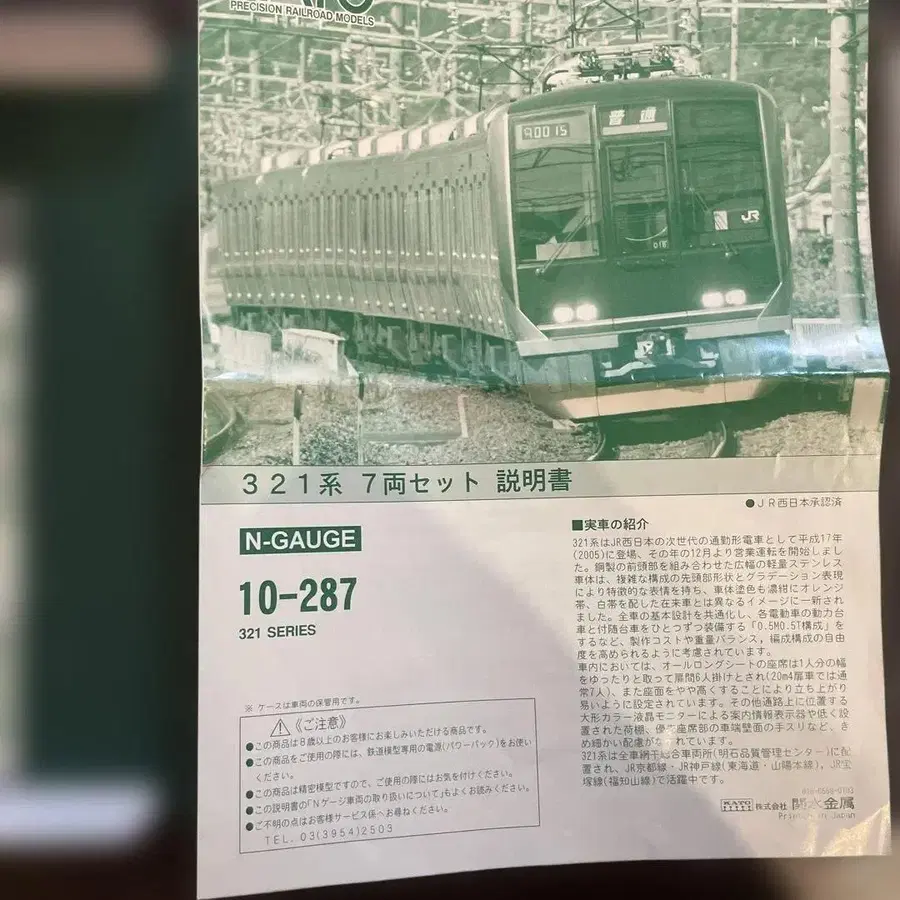 PRECISION RAILROAD MODELS
A0015
普通
JR
321系 7両セット 説明書
●JR西日本承認済
N-GAUGE
10-287
321 SERIES
■実車の紹介
321系はJR西日本の次世代の通勤形電車として平成17年
(2005)に登場、その年の12月より営業運転を開始しまし
た。鋼製の前頭部を組み合わせた広幅の軽量ステンレス
車体は、複雑な構成の先頭部形状とグラデーション表現
により特徴的な表情を持ち、車体塗色も濃紺にオレンジ
帯、白帯を配した在来車とは異なるイメージに一新され
ました。全車の基本設計を共通化し、各電動車の動力台
車と付随台車をひとつずつ装備する「0.5M0.5T構成」を
するなど、製作コストや重量バランス，編成構成の自由
度を高められるように考慮されています。
車内においては、オールロングシートの座席は1人分の幅
をゆったりと取って扉間6人掛けとされ(20m4扉車では通
常7人)、また座面をやや高くすることにより立ち上がり
易いように設定されています。その他通路上に位置する
大形カラー液晶モニターによる案内情報表示器や低く設
置された荷棚、優先座席部の車端壁面の手スリなど、き
め細かい配慮がなされています。
321系は全車網干総合車両所(明石品質管理センター)に配
置され、JR京都線・JR神戸線(東海道・山陽本線)，JR宝
塚線(福知山線)で活躍中です。
※ ケースは車両の保管用です。
《ご注意》
●この商品は8歳以上のお客様にお楽しみいただける商品です。
●この商品をご使用の際には、鉄道模型専用の電源(パワーパック)をお使い
ください。
●この商品は精密模型ですので、ご使用の際にはお気を付けください。
●この説明書の「Nゲージ車両の取り扱いについて」もよくお読みください。
●ご不明の点はお客様サービス係へお尋ねください。
TEL. 03(3954)2503
KATO 株式会社 関水金属
Printed in Japan